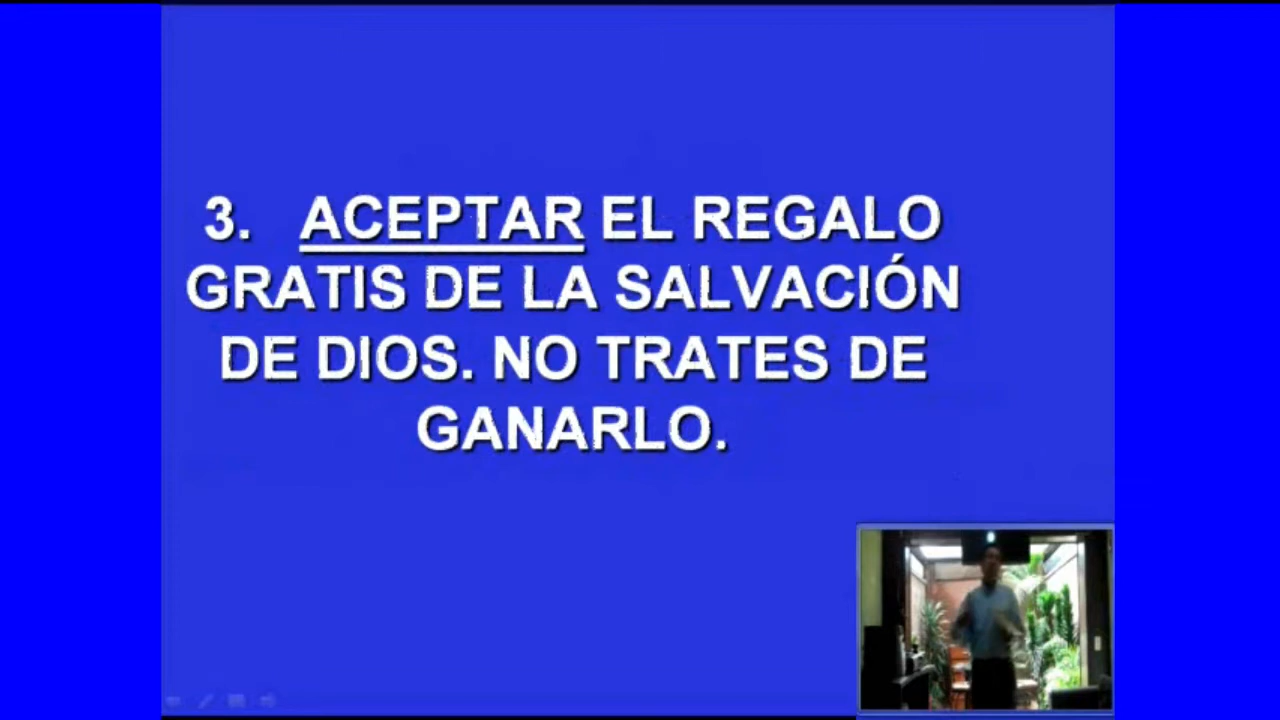 3. ACEPTAR EL REGALO
GRATIS DE LA SALVACIÓN
DE DIOS. NO TRATES DE
GANARLO.